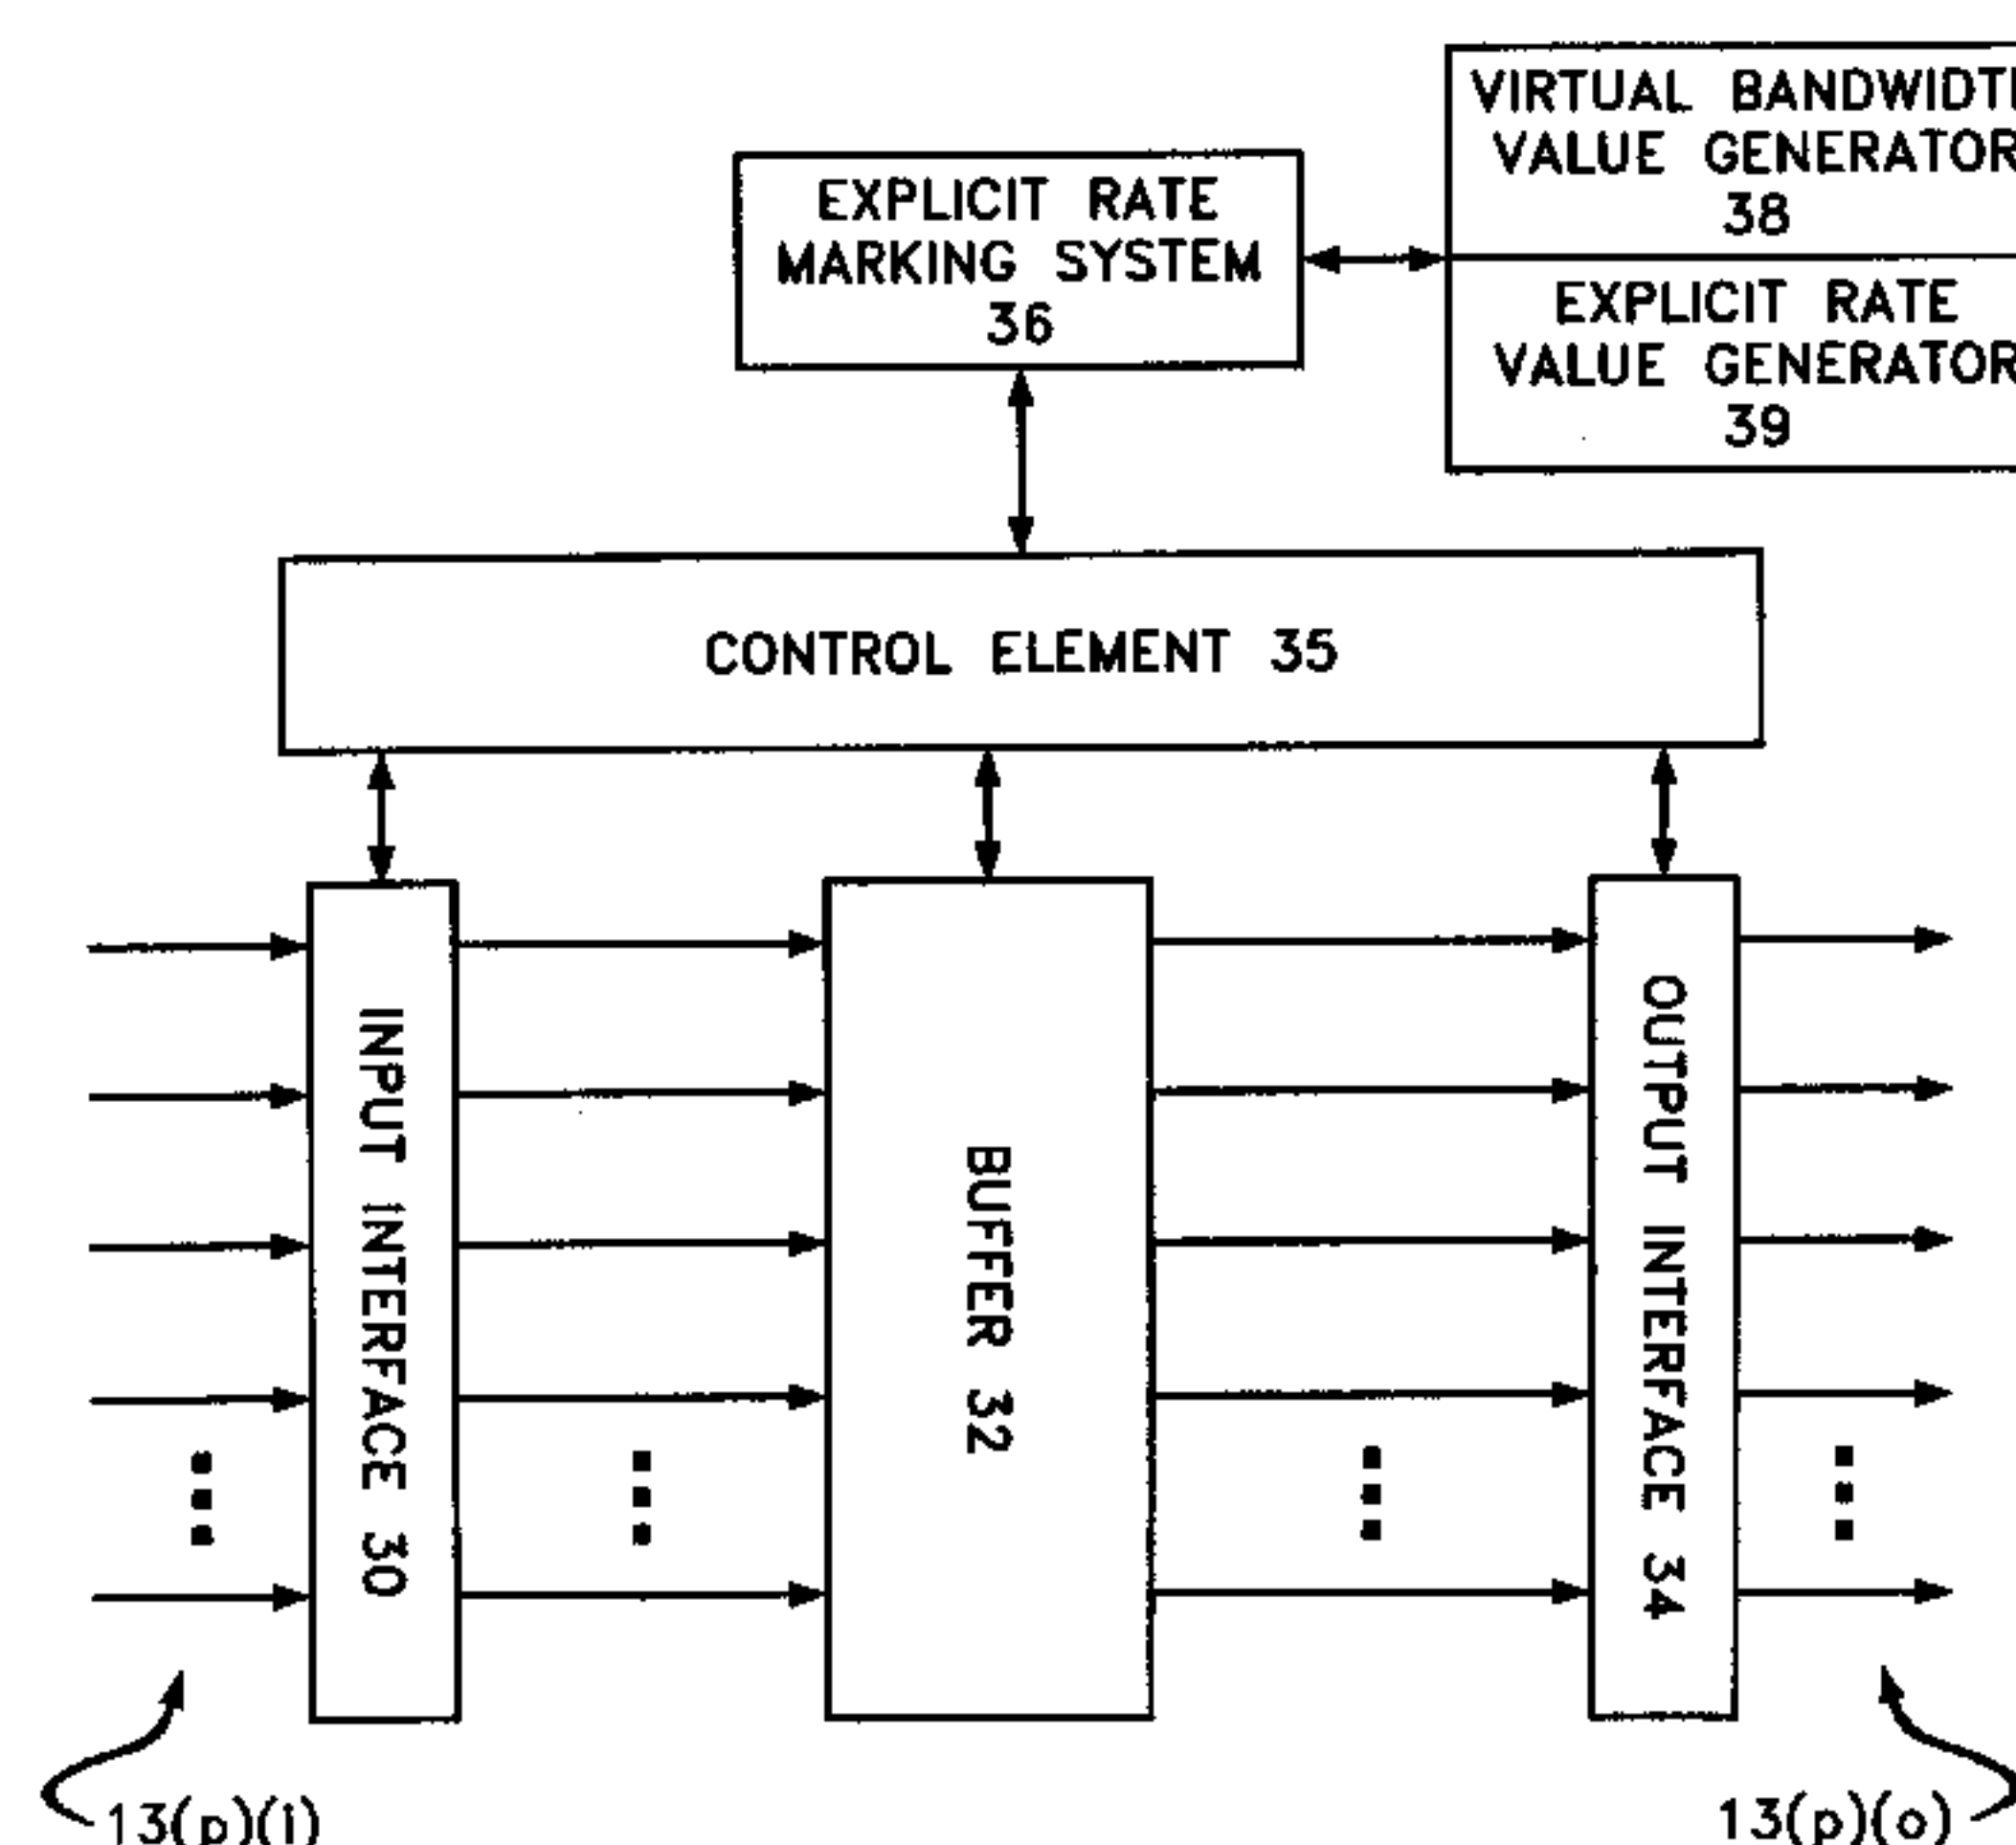 VIRTUAL BANDWIDTH
VALUE GENERATOR
38
EXPLICIT RATE
MARKING SYSTEM
36
EXPLICIT RATE
VALUE GENERATOR
39
CONTROL ELEMENT 35
INPUT INTERFACE 30
BUFFER 32
OUTPUT INTERFACE 34
13(p)(i)
13(p)(o)